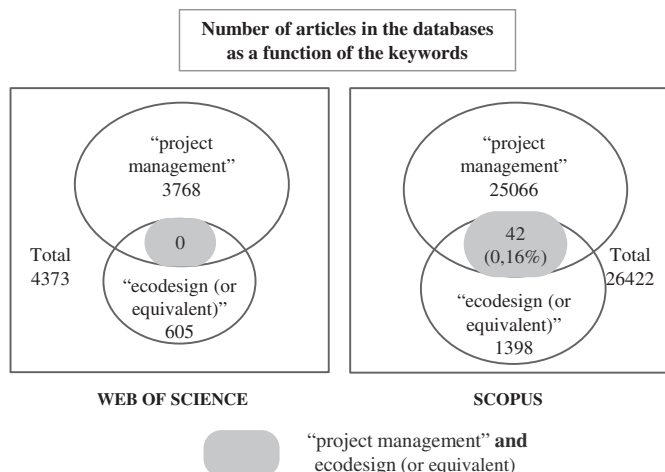 Number of articles in the databases
as a function of the keywords
“project
management”
3768
0
Total
4373
“ecodesign (or
equivalent)”
605
WEB OF SCIENCE
“project
management”
25066
42
(0,16%)
Total
26422
“ecodesign (or
equivalent)”
1398
SCOPUS
“project management” and
ecodesign (or equivalent)